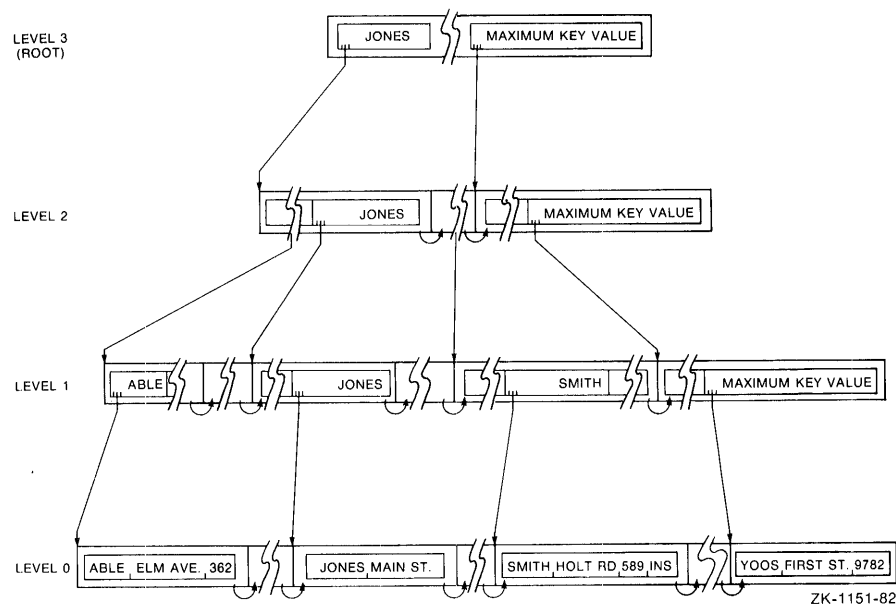 LEVEL 3
(ROOT)
JONES
MAXIMUM KEY VALUE
LEVEL 2
JONES
MAXIMUM KEY VALUE
LEVEL 1
ABLE
JONES
SMITH
MAXIMUM KEY VALUE
LEVEL 0
ABLE ELM AVE. 362
JONES MAIN ST.
SMITH HOLT RD 589 INS
YOOS FIRST ST. 9782
ZK-1151-82